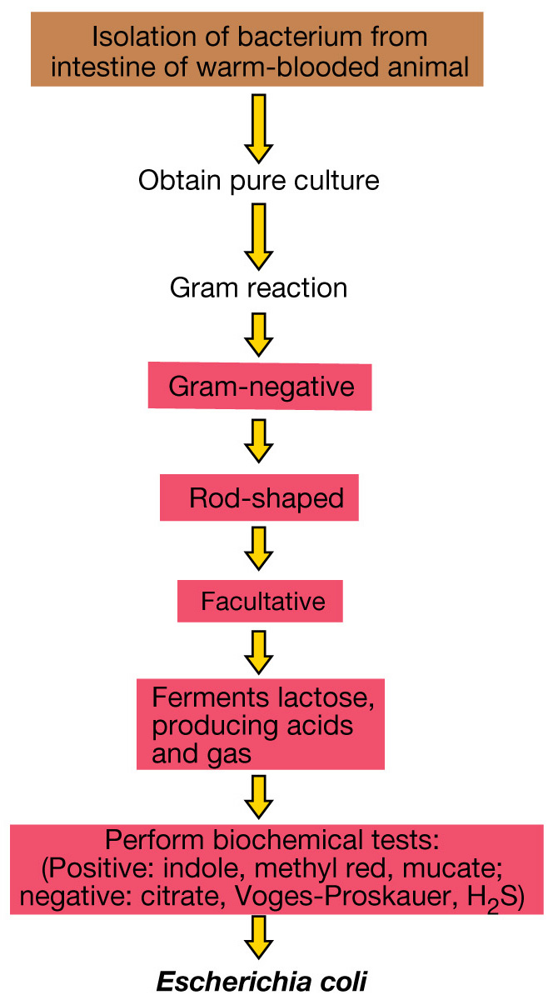 Isolation of bacterium from
intestine of warm-blooded animal
Obtain pure culture
Gram reaction
Gram-negative
Rod-shaped
Facultative
Ferments lactose,
producing acids
and gas
Perform biochemical tests:
(Positive: indole, methyl red, mucate;
negative: citrate, Voges-Proskauer, H₂S)
Escherichia coli